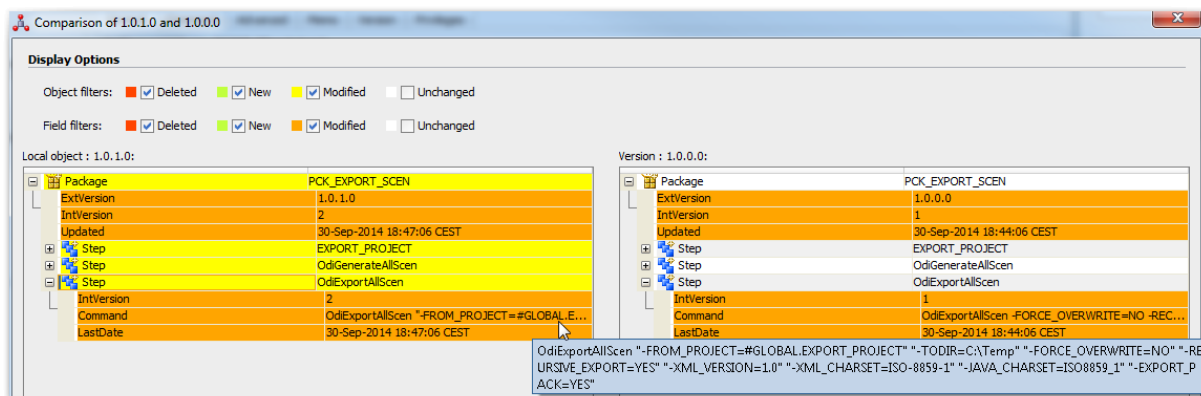 Comparison of 1.0.1.0 and 1.0.0.0
Advanced Memo Version Privileges
Display Options
Object filters: Deleted New Modified Unchanged
Field filters: Deleted New Modified Unchanged
Local object : 1.0.1.0: Version : 1.0.0.0:
Package PCK_EXPORT_SCEN Package PCK_EXPORT_SCEN
ExtVersion 1.0.1.0 ExtVersion 1.0.0.0
IntVersion 2 IntVersion 1
Updated 30-Sep-2014 18:47:06 CEST Updated 30-Sep-2014 18:44:06 CEST
Step EXPORT_PROJECT Step EXPORT_PROJECT
Step OdiGenerateAllScen Step OdiGenerateAllScen
Step OdiExportAllScen Step OdiExportAllScen
IntVersion 2 IntVersion 1
Command OdiExportAllScen "-FROM_PROJECT=#GLOBAL.E... Command OdiExportAllScen -FORCE_OVERWRITE=NO -REC...
LastDate 30-Sep-2014 18:47:06 CEST LastDate 30-Sep-2014 18:44:06 CEST
OdiExportAllScen "-FROM_PROJECT=#GLOBAL.EXPORT_PROJECT" "-TODIR=C:\Temp" "-FORCE_OVERWRITE=NO" "-RE
URSIVE_EXPORT=YES" "-XML_VERSION=1.0" "-XML_CHARSET=ISO-8859-1" "-JAVA_CHARSET=ISO8859_1" "-EXPORT_P
ACK=YES"